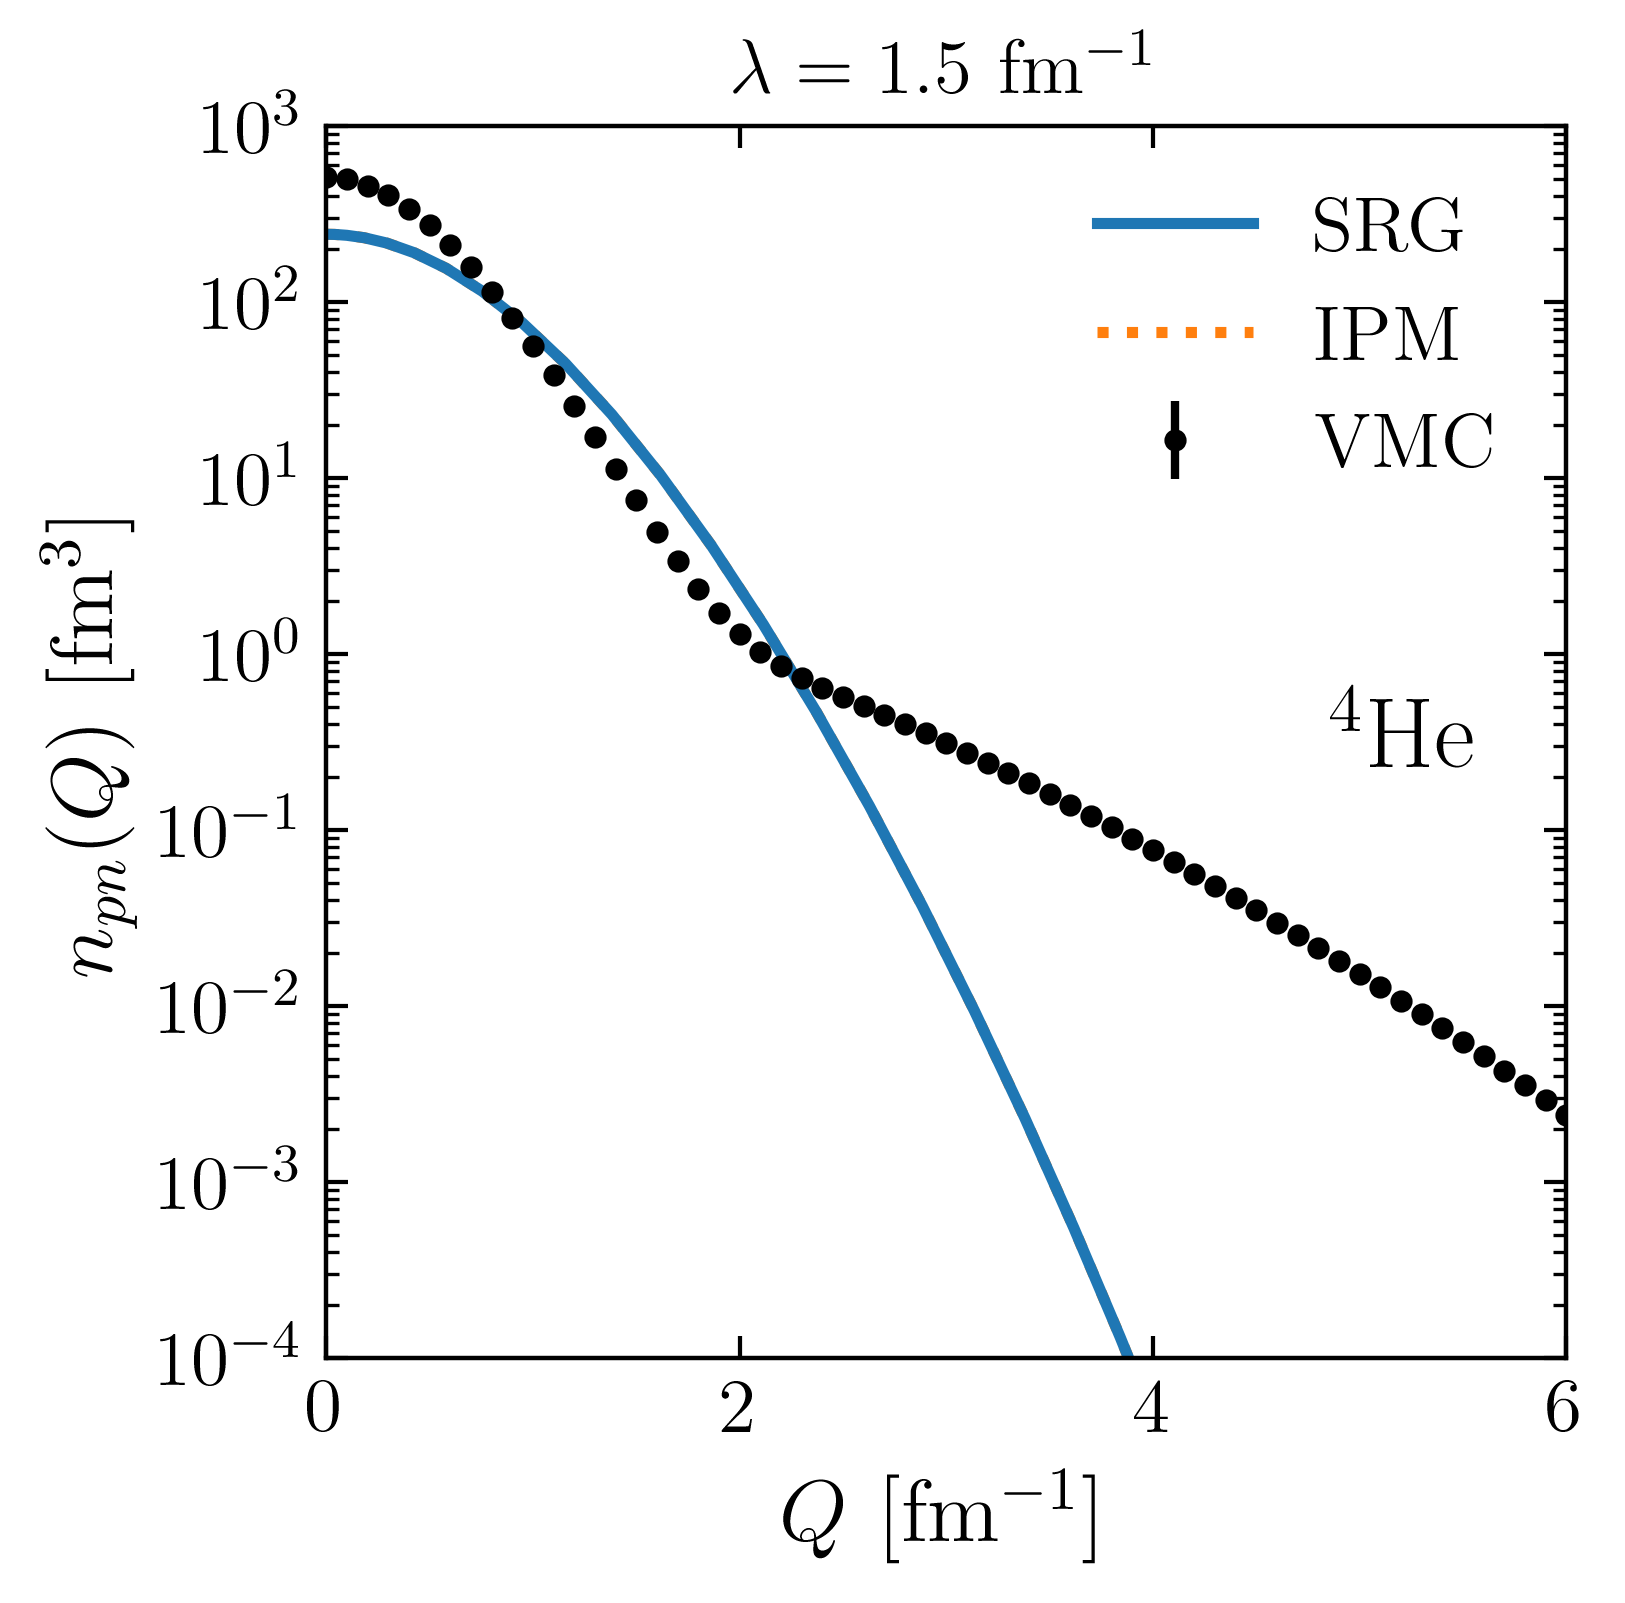 λ = 1.5 fm⁻¹
10³
10²
10¹
10⁰
10⁻¹
10⁻²
10⁻³
10⁻⁴
nₚₙ(Q) [fm³]
SRG
IPM
VMC
⁴He
0 2 4 6
Q [fm⁻¹]